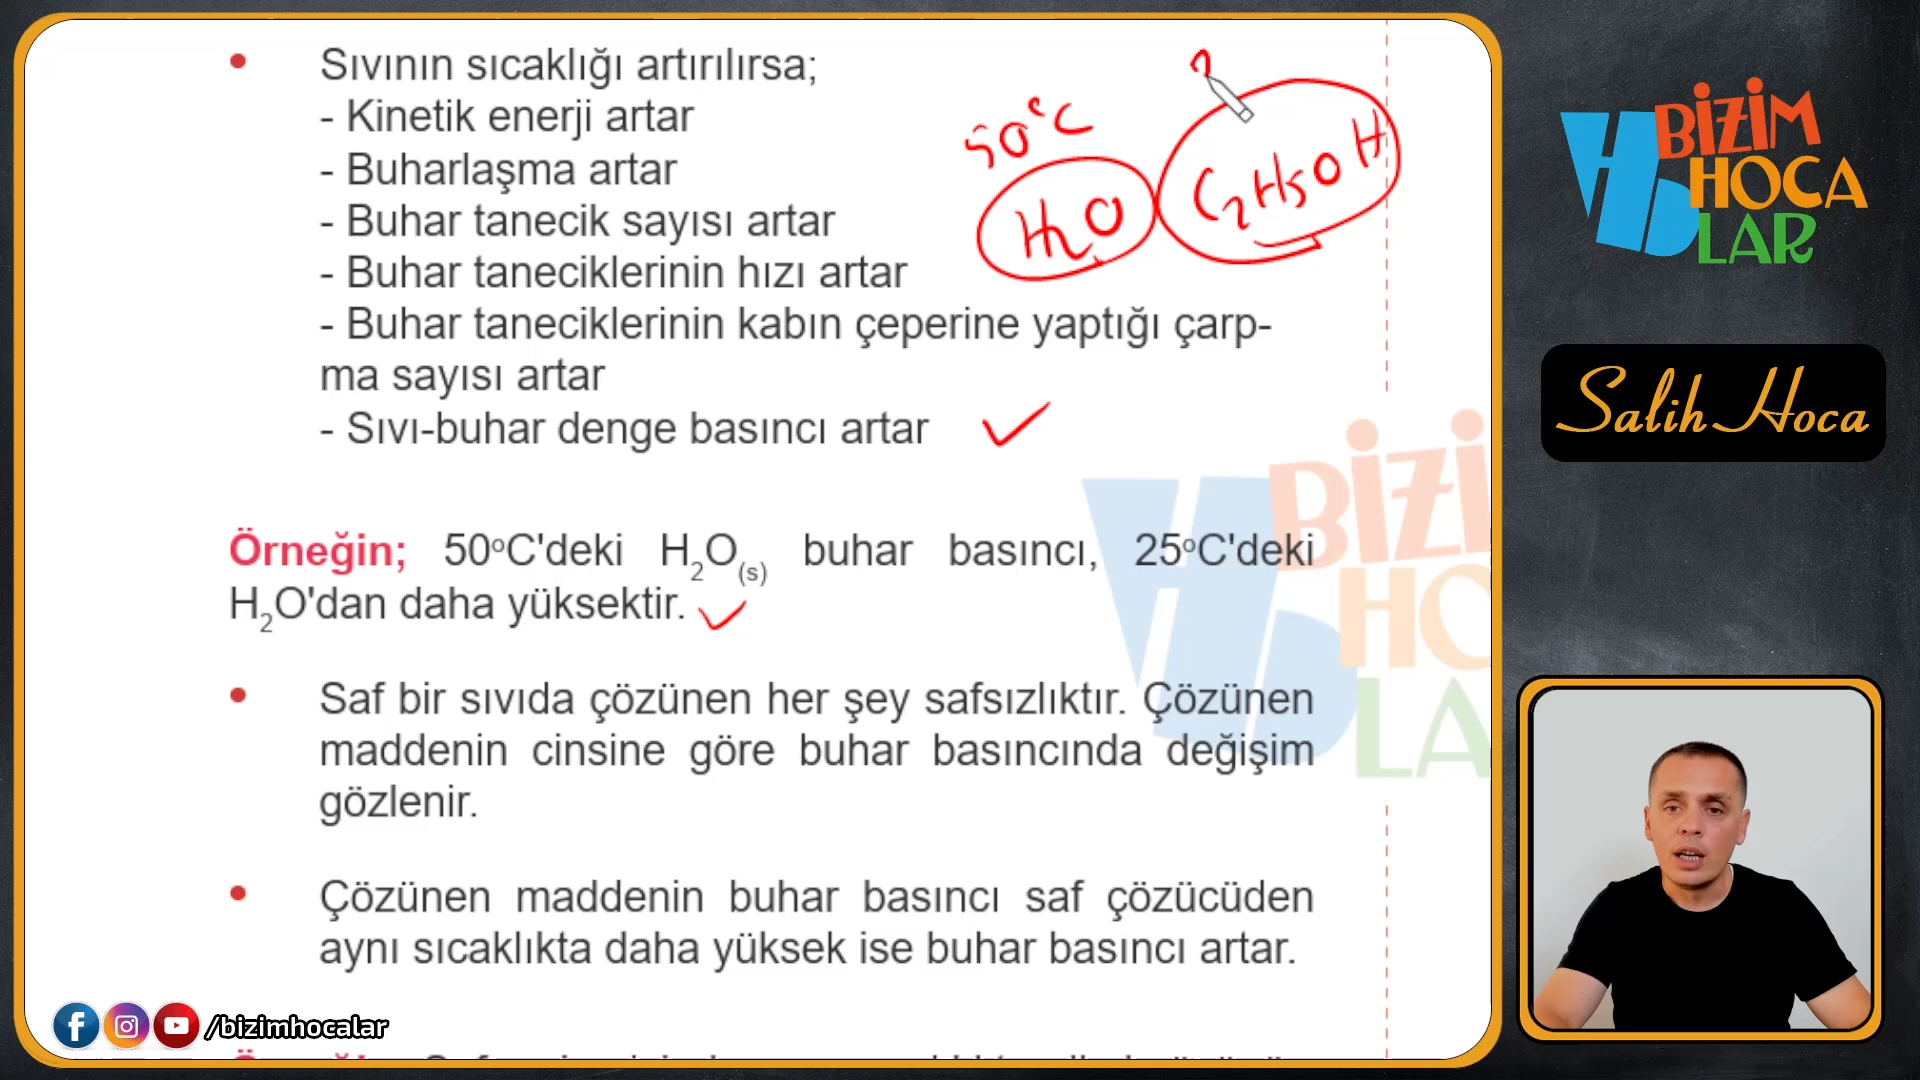 Sıvının sıcaklığı artırılırsa;
- Kinetik enerji artar
- Buharlaşma artar
- Buhar tanecik sayısı artar
- Buhar taneciklerinin hızı artar
- Buhar taneciklerinin kabın çeperine yaptığı çarp-
ma sayısı artar
- Sıvı-buhar denge basıncı artar
50°C
H₂O
C₂H₅OH
Örneğin; 50°C'deki H₂O(s) buhar basıncı, 25°C'deki
H₂O'dan daha yüksektir.
Saf bir sıvıda çözünen her şey safsızlıktır. Çözünen
maddenin cinsine göre buhar basıncında değişim
gözlenir.
Çözünen maddenin buhar basıncı saf çözücüden
aynı sıcaklıkta daha yüksek ise buhar basıncı artar.
/bizimhocalar
BİZİM
HOCA
LAR
Salih Hoca
BİZİ
HO
LA